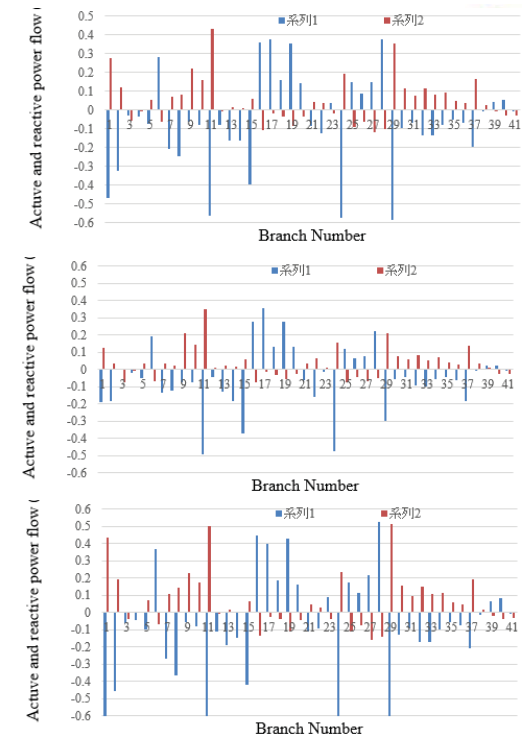 0.5
系列1
系列2
0.4
0.3
0.2
0.1
0
-0.1
-0.2
-0.3
-0.4
-0.5
-0.6
1 3 5 7 9 11 13 15 17 19 21 23 25 27 29 31 33 35 37 39 41
Actuve and reactive power flow (
Branch Number
0.6
系列1
系列2
0.5
0.4
0.3
0.2
0.1
0
-0.1
-0.2
-0.3
-0.4
-0.5
-0.6
1 3 5 7 9 11 13 15 17 19 21 23 25 27 29 31 33 35 37 39 41
Actuve and reactive power flow (
Branch Number
0.6
系列1
系列2
0.5
0.4
0.3
0.2
0.1
0
-0.1
-0.2
-0.3
-0.4
-0.5
-0.6
1 3 5 7 9 11 13 15 17 19 21 23 25 27 29 31 33 35 37 39 41
Actuve and reactive power flow (
Branch Number